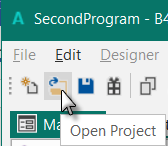 SecondProgram - B4
File Edit Designer
Ma
Open Project